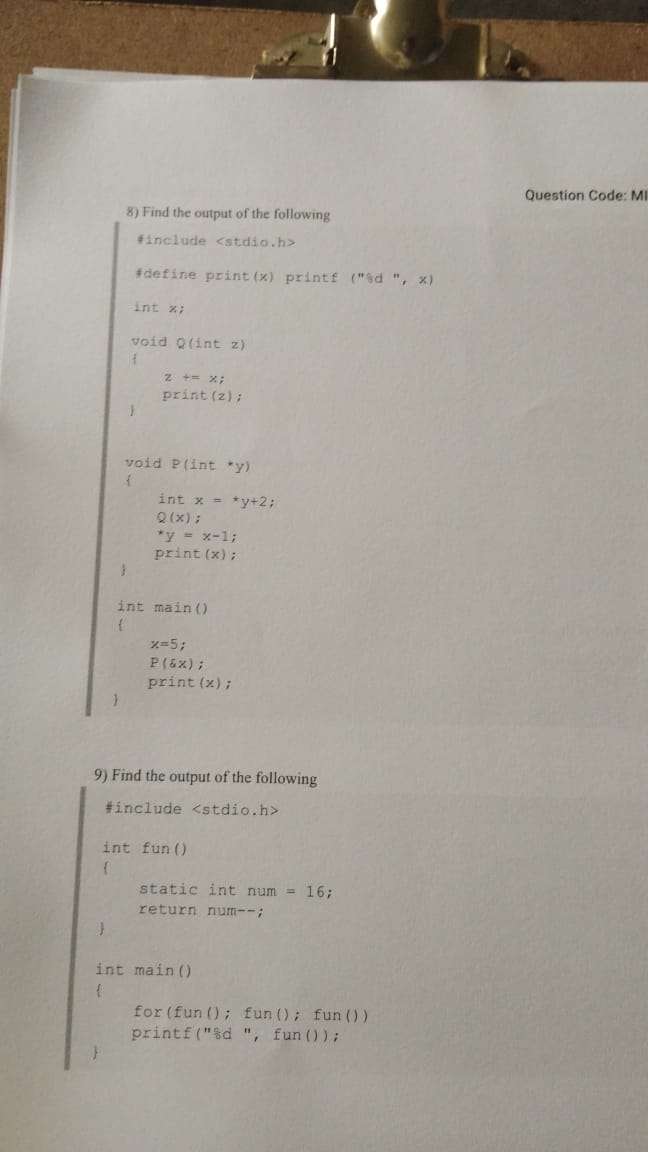 Question Code: MI
8) Find the output of the following
#include <stdio.h>
#define print(x) printf ("%d ", x)
int x;
void Q(int z)
{
z += x;
print(z);
}
void P(int *y)
{
int x = *y+2;
Q(x);
*y = x-1;
print(x);
}
int main()
{
x=5;
P(&x);
print(x);
}
9) Find the output of the following
#include <stdio.h>
int fun()
{
static int num = 16;
return num--;
}
int main()
{
for(fun(); fun(); fun())
printf("%d ", fun());
}